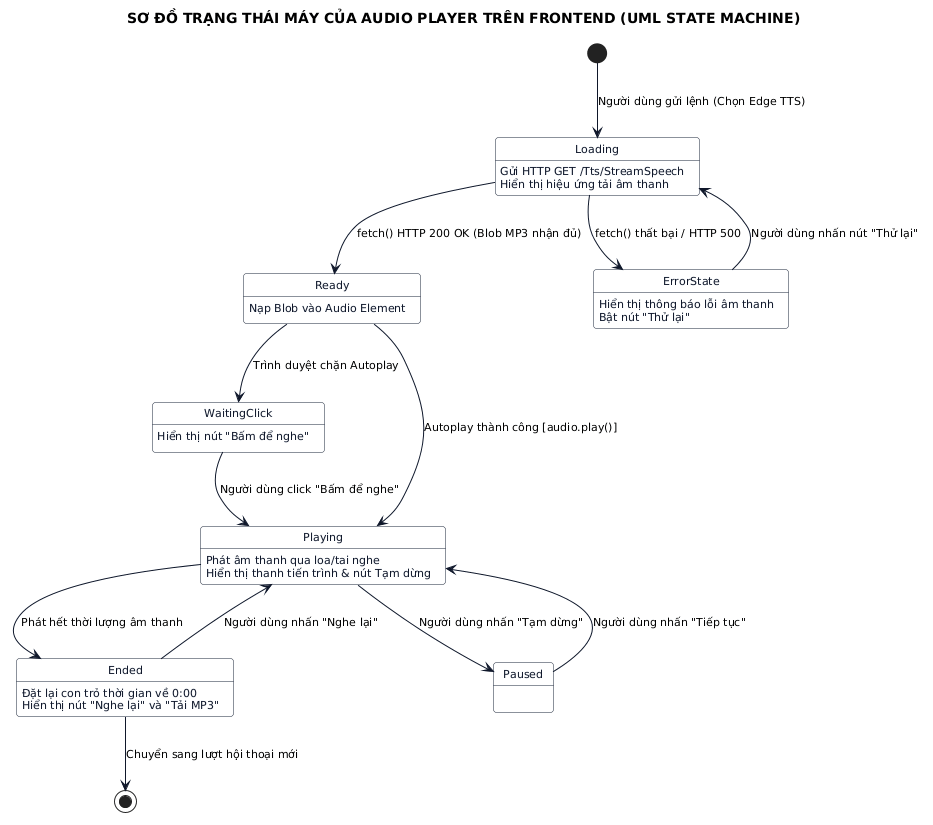 SƠ ĐỒ TRẠNG THÁI MÁY CỦA AUDIO PLAYER TRÊN FRONTEND (UML STATE MACHINE)
Người dùng gửi lệnh (Chọn Edge TTS)
Loading
Gửi HTTP GET /Tts/StreamSpeech
Hiển thị hiệu ứng tải âm thanh
fetch() HTTP 200 OK (Blob MP3 nhận đủ)
fetch() thất bại / HTTP 500
Người dùng nhấn nút "Thử lại"
Ready
Nạp Blob vào Audio Element
ErrorState
Hiển thị thông báo lỗi âm thanh
Bật nút "Thử lại"
Trình duyệt chặn Autoplay
WaitingClick
Hiển thị nút "Bấm để nghe"
Autoplay thành công [audio.play()]
Người dùng click "Bấm để nghe"
Playing
Phát âm thanh qua loa/tai nghe
Hiển thị thanh tiến trình & nút Tạm dừng
Phát hết thời lượng âm thanh
Người dùng nhấn "Nghe lại"
Người dùng nhấn "Tạm dừng"
Người dùng nhấn "Tiếp tục"
Ended
Đặt lại con trỏ thời gian về 0:00
Hiển thị nút "Nghe lại" và "Tải MP3"
Paused
Chuyển sang lượt hội thoại mới